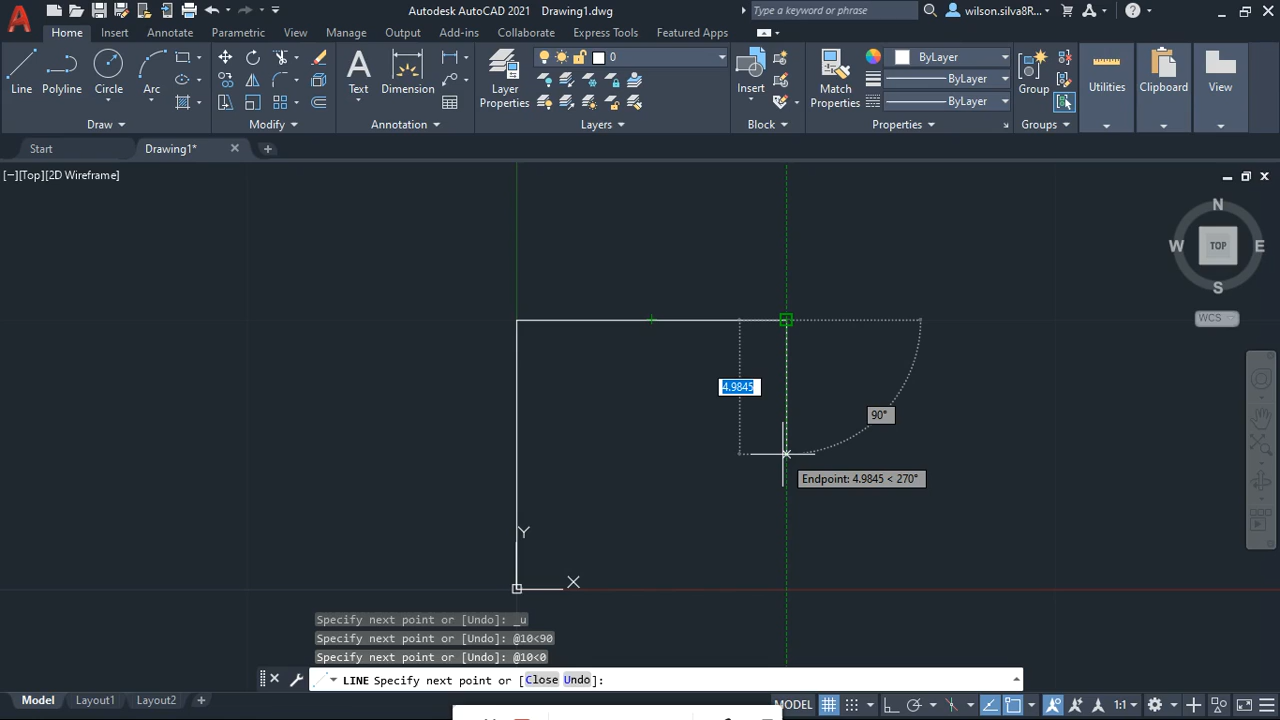 Autodesk AutoCAD 2021 Drawing1.dwg
Type a keyword or phrase
wilson.silva8R...
Home Insert Annotate Parametric View Manage Output Add-ins Collaborate Express Tools Featured Apps
Line Polyline Circle Arc
Text Dimension
Layer
Properties
0
Insert
Match
Properties
ByLayer
ByLayer
ByLayer
Group
Utilities
Clipboard
View
Draw Modify Annotation Layers Block Properties Groups
Start Drawing1*
[−][Top][2D Wireframe]
N
W TOP E
S
WCS
4.9845
90°
Endpoint: 4.9845 < 270°
Y
X
Specify next point or [Undo]: _u
Specify next point or [Undo]: @10<90
Specify next point or [Undo]: @10<0
LINE Specify next point or [Close Undo]:
Model Layout1 Layout2
MODEL 1:1